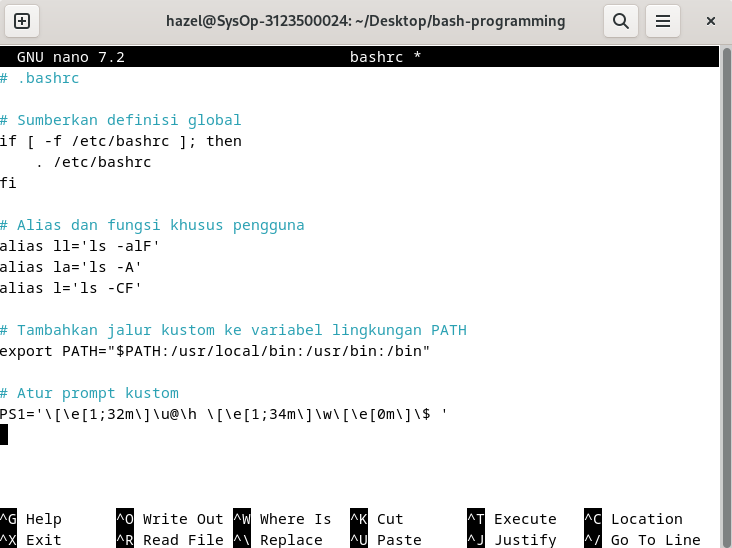 hazel@SysOp-3123500024: ~/Desktop/bash-programming
GNU nano 7.2 bashrc *
# .bashrc
# Sumberkan definisi global
if [ -f /etc/bashrc ]; then
    . /etc/bashrc
fi
# Alias dan fungsi khusus pengguna
alias ll='ls -alF'
alias la='ls -A'
alias l='ls -CF'
# Tambahkan jalur kustom ke variabel lingkungan PATH
export PATH="$PATH:/usr/local/bin:/usr/bin:/bin"
# Atur prompt kustom
PS1='\[\e[1;32m\]\u@\h \[\e[1;34m\]\w\[\e[0m\]\$ '
^G Help ^O Write Out ^W Where Is ^K Cut ^T Execute ^C Location
^X Exit ^R Read File ^\ Replace ^U Paste ^J Justify ^/ Go To Line